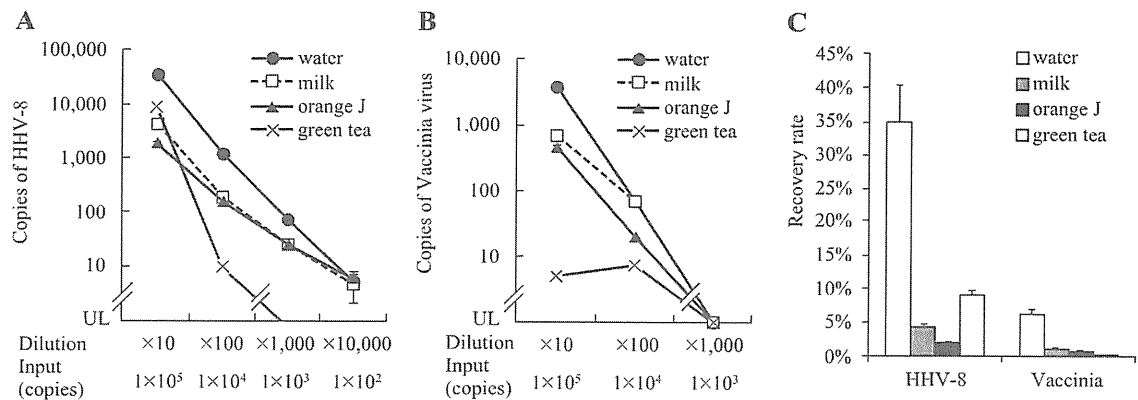 A
Copies of HHV-8
100,000
10,000
1,000
100
10
UL
water
milk
orange J
green tea
Dilution ×10 ×100 ×1,000 ×10,000
Input (copies) 1×10⁵ 1×10⁴ 1×10³ 1×10²
B
Copies of Vaccinia virus
10,000
1,000
100
10
UL
water
milk
orange J
green tea
Dilution ×10 ×100 ×1,000
Input (copies) 1×10⁵ 1×10⁴ 1×10³
C
Recovery rate
45%
40%
35%
30%
25%
20%
15%
10%
5%
0%
water
milk
orange J
green tea
HHV-8 Vaccinia